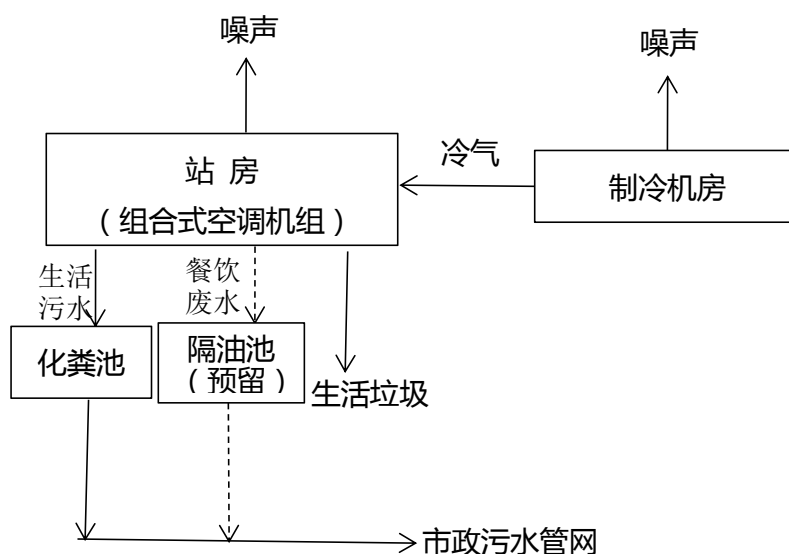 噪声
噪声
冷气
站 房
（组合式空调机组）
制冷机房
生活
污水
餐饮
废水
化粪池
隔油池
（预留）
生活垃圾
市政污水管网